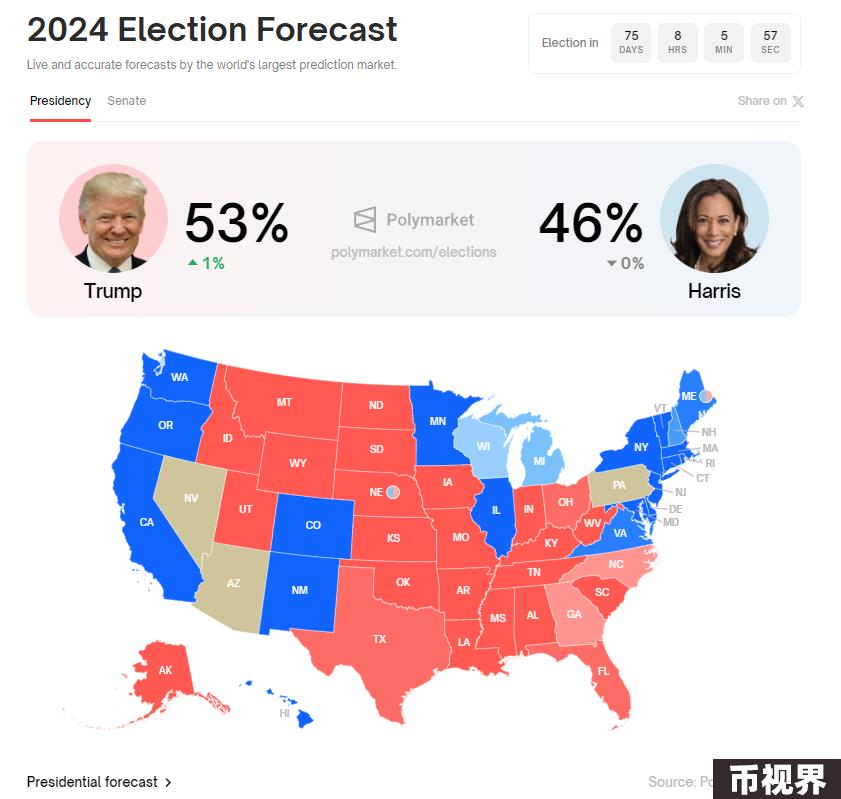 2024 Election Forecast
Live and accurate forecasts by the world's largest prediction market.
Election in
75 8 5 57
DAYS HRS MIN SEC
Presidency Senate
Share on X
53%
1%
Trump
Polymarket
polymarket.com/elections
46%
0%
Harris
WA
OR
CA
NV
ID
MT
WY
UT
AZ
CO
NM
ND
SD
NE
KS
OK
TX
MN
IA
MO
AR
LA
WI
IL
MI
IN
OH
KY
TN
MS
AL
GA
FL
SC
NC
VA
WV
PA
NY
VT
ME
NH
MA
RI
CT
NJ
DE
MD
AK
HI
Presidential forecast >
Source: Po
币视界